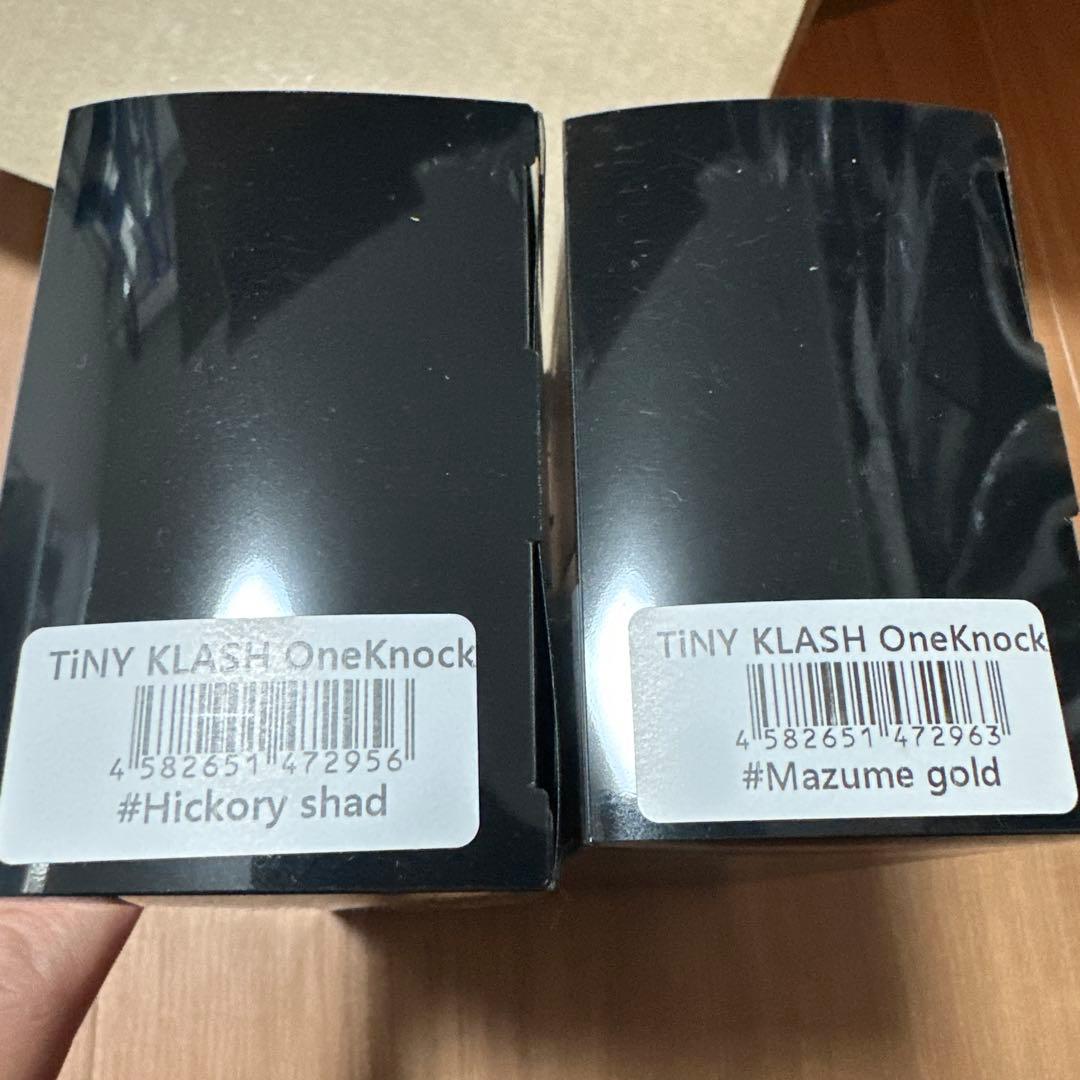 TiNY KLASH OneKnock
4 582651 472956
#Hickory shad
TiNY KLASH OneKnock
4 582651 472963
#Mazume gold